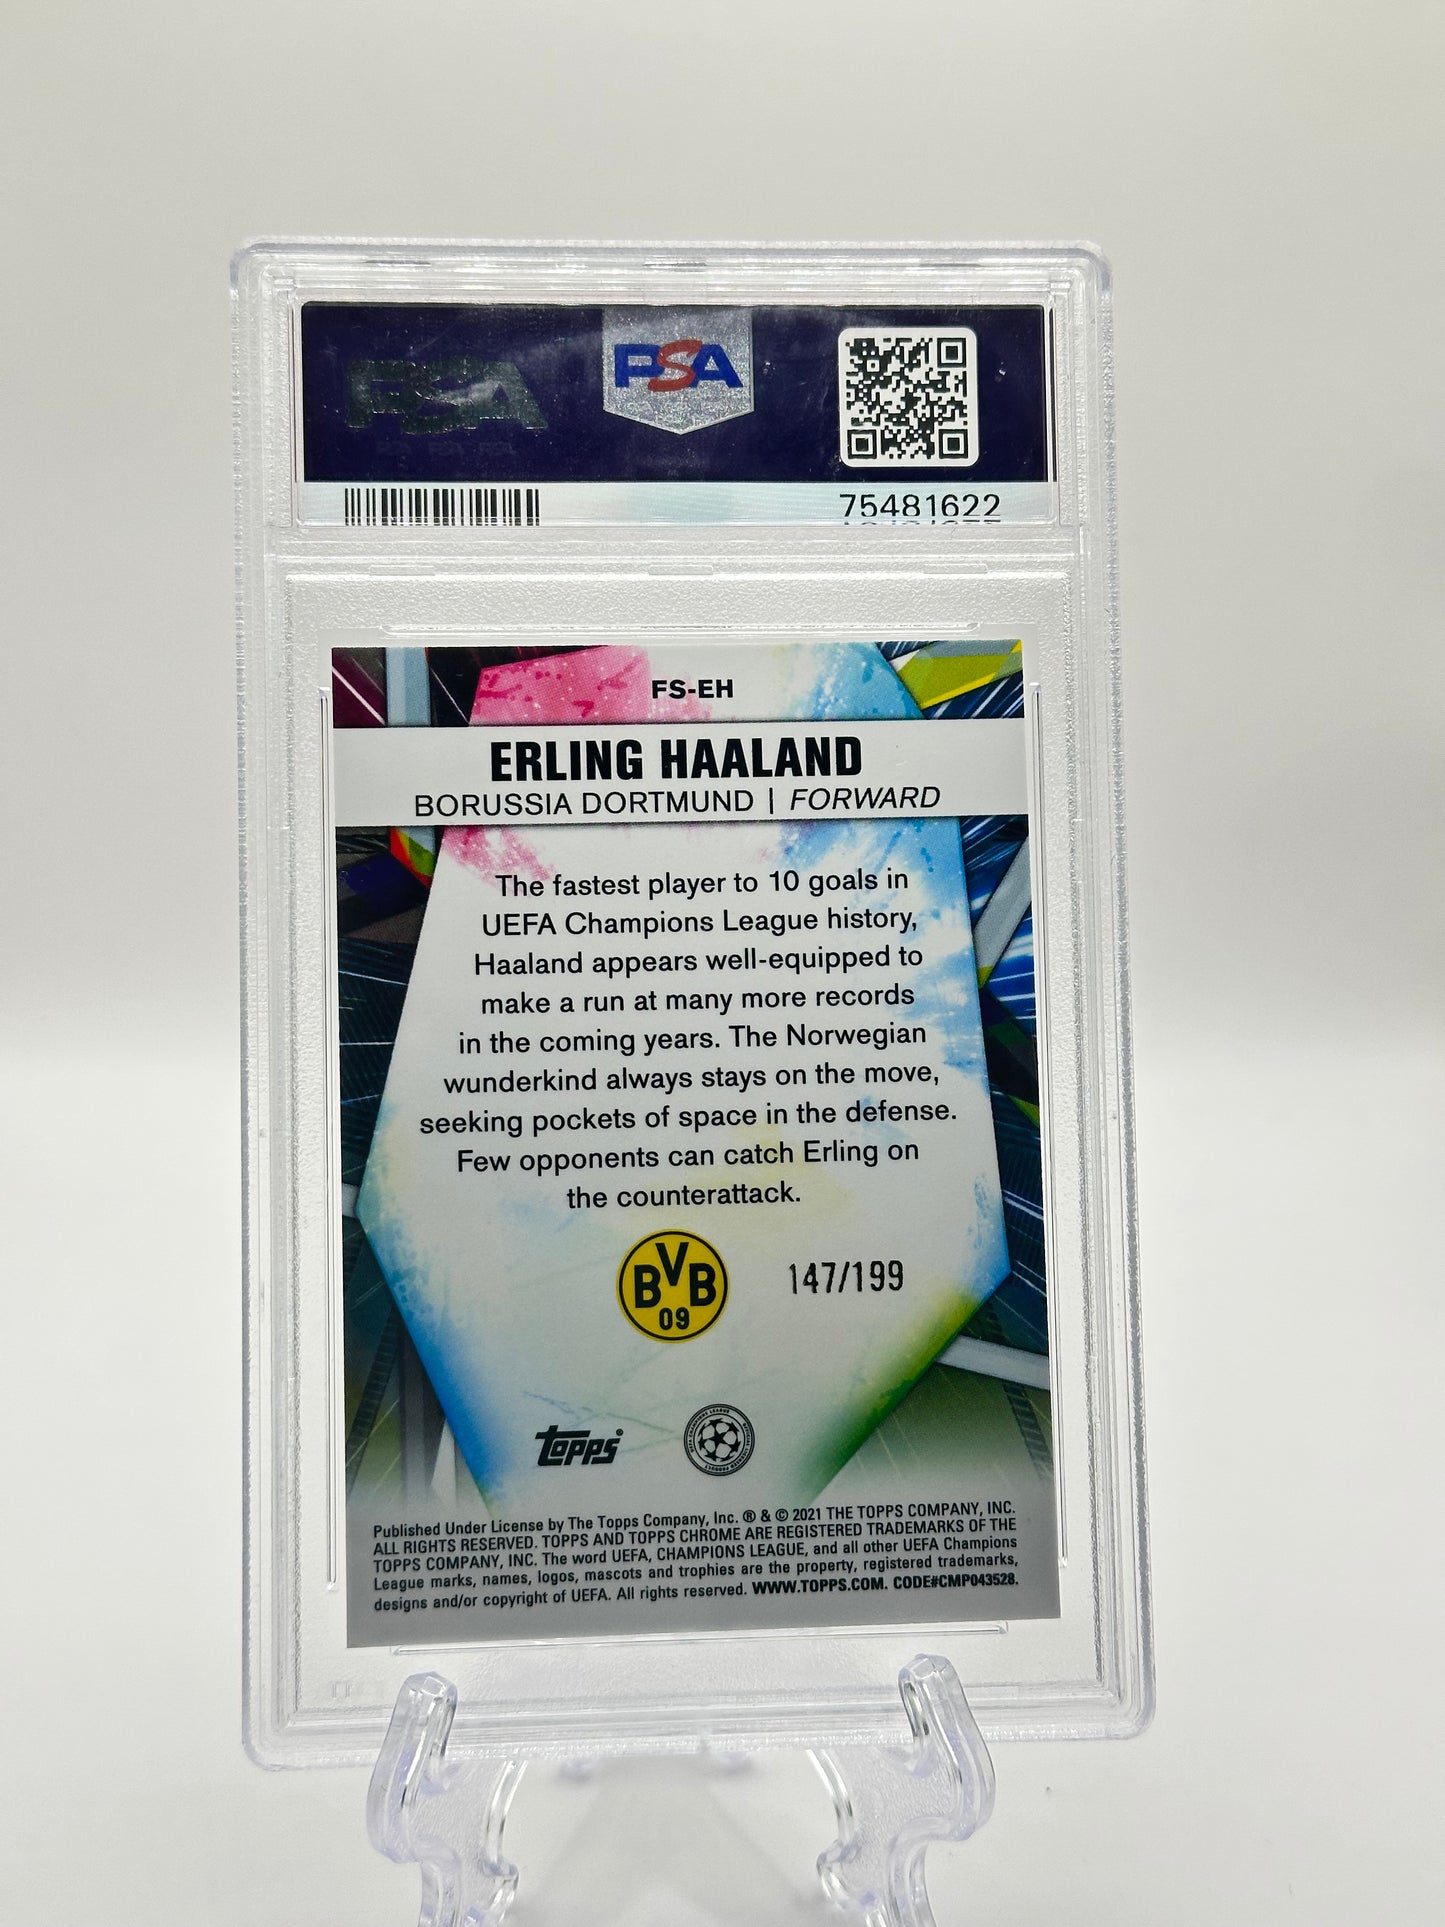 PSA
PSA
75481622
FS-EH
ERLING HAALAND
BORUSSIA DORTMUND | FORWARD
The fastest player to 10 goals in
UEFA Champions League history,
Haaland appears well-equipped to
make a run at many more records
in the coming years. The Norwegian
wunderkind always stays on the move,
seeking pockets of space in the defense.
Few opponents can catch Erling on
the counterattack.
BVB
09
147/199
topps®
Published Under License by The Topps Company, Inc. ® & © 2021 THE TOPPS COMPANY, INC.
ALL RIGHTS RESERVED. TOPPS AND TOPPS CHROME ARE REGISTERED TRADEMARKS OF THE
TOPPS COMPANY, INC. The word UEFA, CHAMPIONS LEAGUE, and all other UEFA Champions
League marks, names, logos, mascots and trophies are the property, registered trademarks,
designs and/or copyright of UEFA. All rights reserved. WWW.TOPPS.COM. CODE#CMP043528.